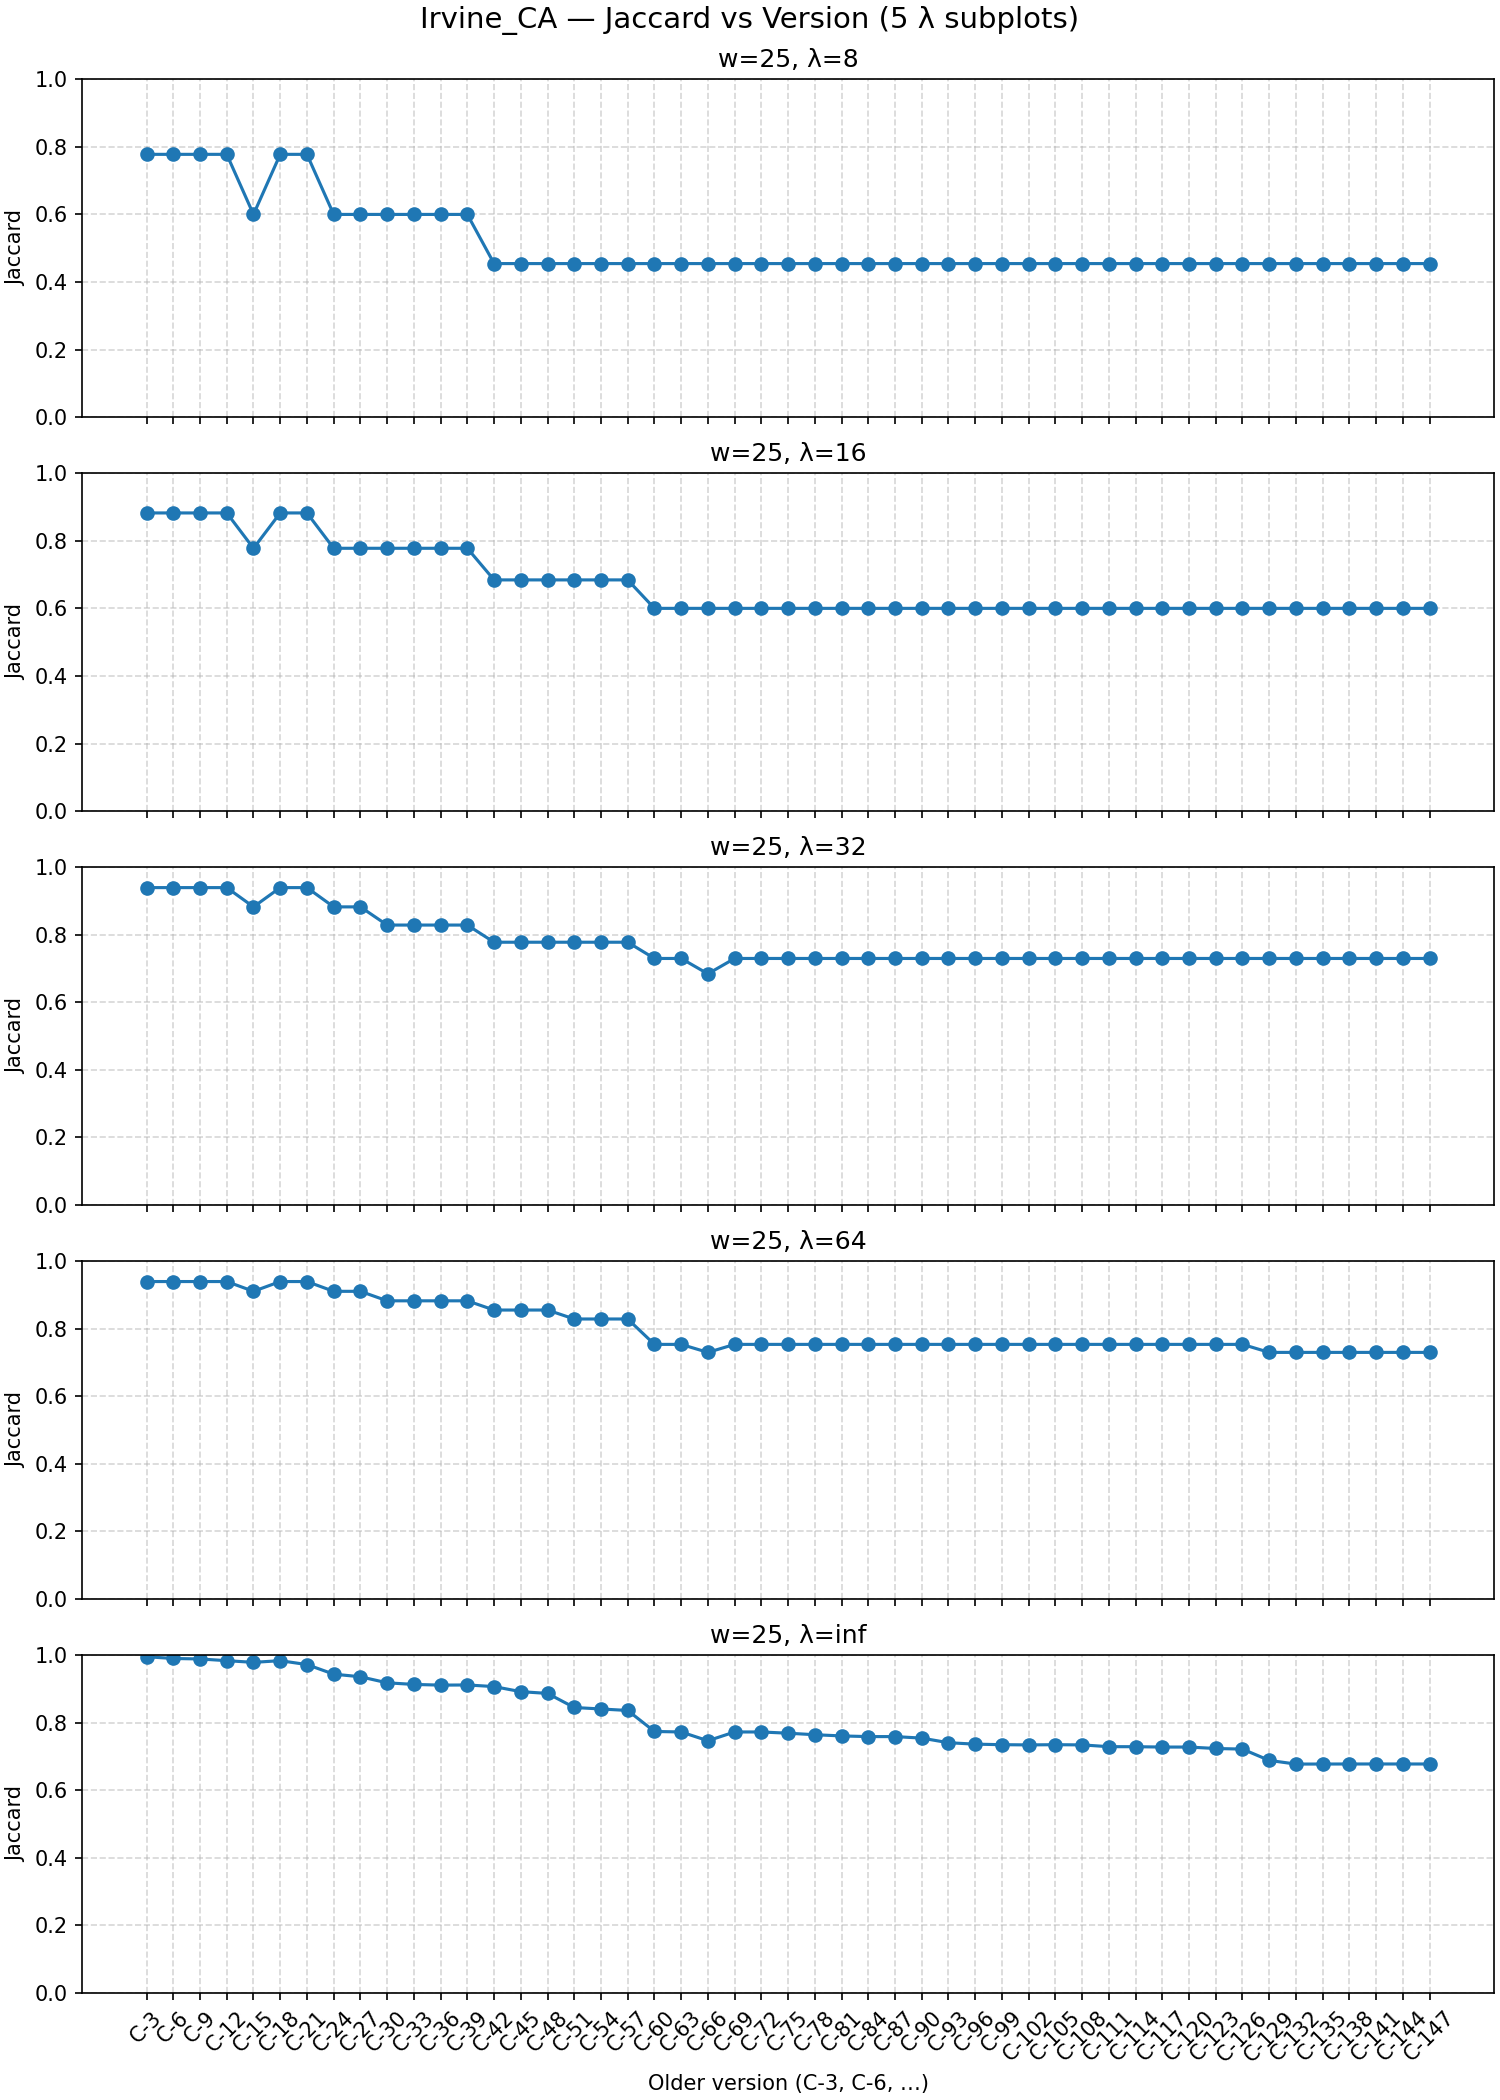 Irvine_CA — Jaccard vs Version (5 λ subplots)
w=25, λ=8
1.0
0.8
0.6
0.4
0.2
0.0
Jaccard
w=25, λ=16
1.0
0.8
0.6
0.4
0.2
0.0
Jaccard
w=25, λ=32
1.0
0.8
0.6
0.4
0.2
0.0
Jaccard
w=25, λ=64
1.0
0.8
0.6
0.4
0.2
0.0
Jaccard
w=25, λ=inf
1.0
0.8
0.6
0.4
0.2
0.0
Jaccard
C-3
C-6
C-9
C-12
C-15
C-18
C-21
C-24
C-27
C-30
C-33
C-36
C-39
C-42
C-45
C-48
C-51
C-54
C-57
C-60
C-63
C-66
C-69
C-72
C-75
C-78
C-81
C-84
C-87
C-90
C-93
C-96
C-99
C-102
C-105
C-108
C-111
C-114
C-117
C-120
C-123
C-126
C-129
C-132
C-135
C-138
C-141
C-144
C-147
Older version (C-3, C-6, ...)